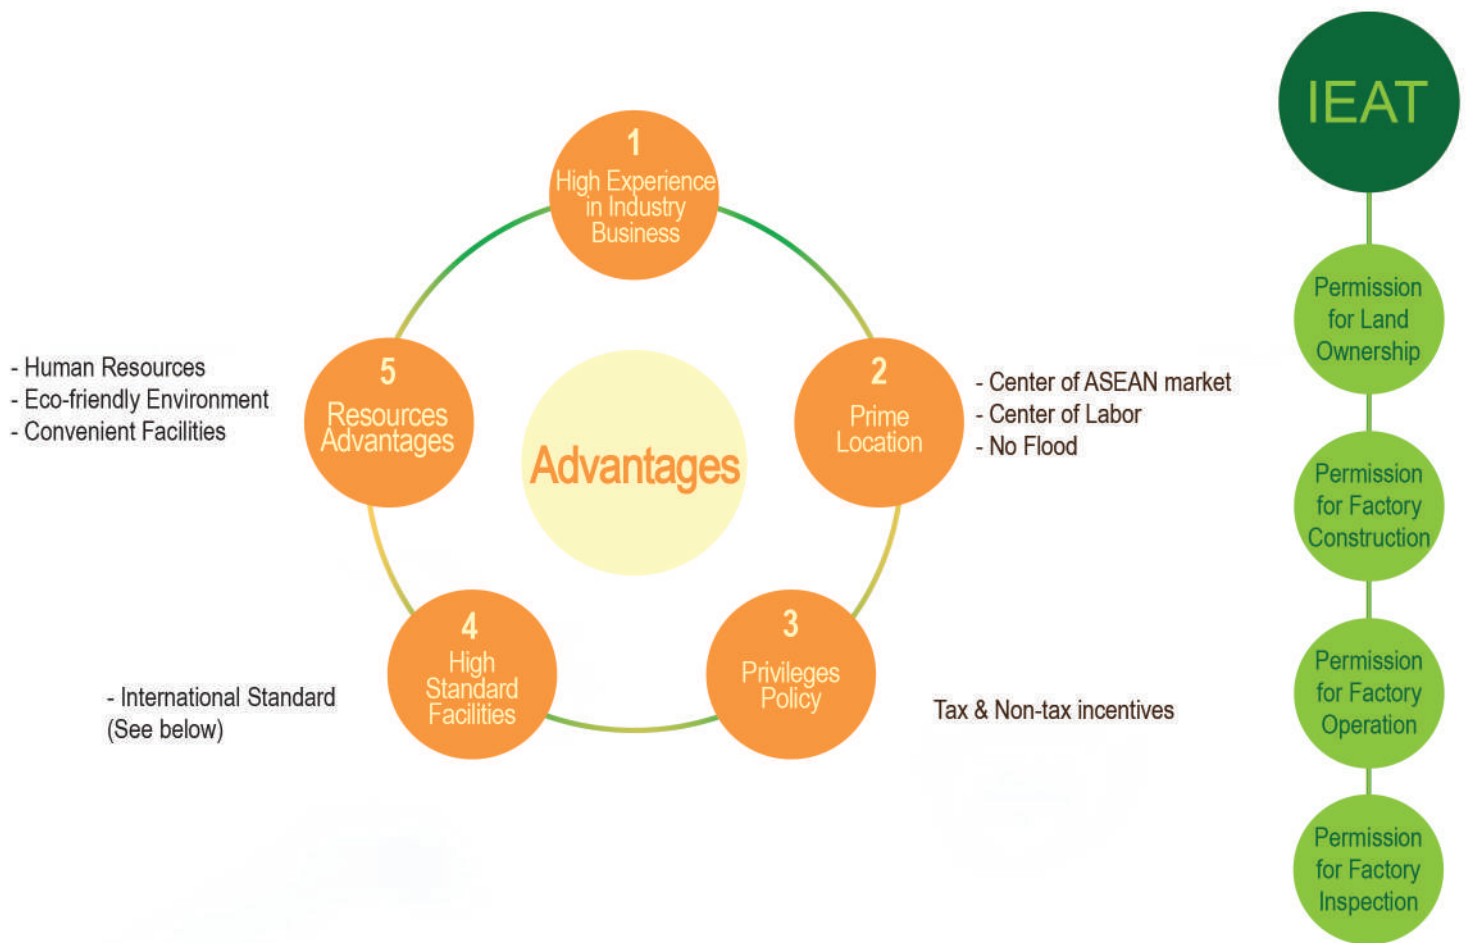 1
High Experience
in Industry
Business
2
Prime
Location
- Center of ASEAN market
- Center of Labor
- No Flood
3
Privileges
Policy
Tax & Non-tax incentives
4
High
Standard
Facilities
- International Standard
(See below)
5
Resources
Advantages
- Human Resources
- Eco-friendly Environment
- Convenient Facilities
Advantages
IEAT
Permission
for Land
Ownership
Permission
for Factory
Construction
Permission
for Factory
Operation
Permission
for Factory
Inspection